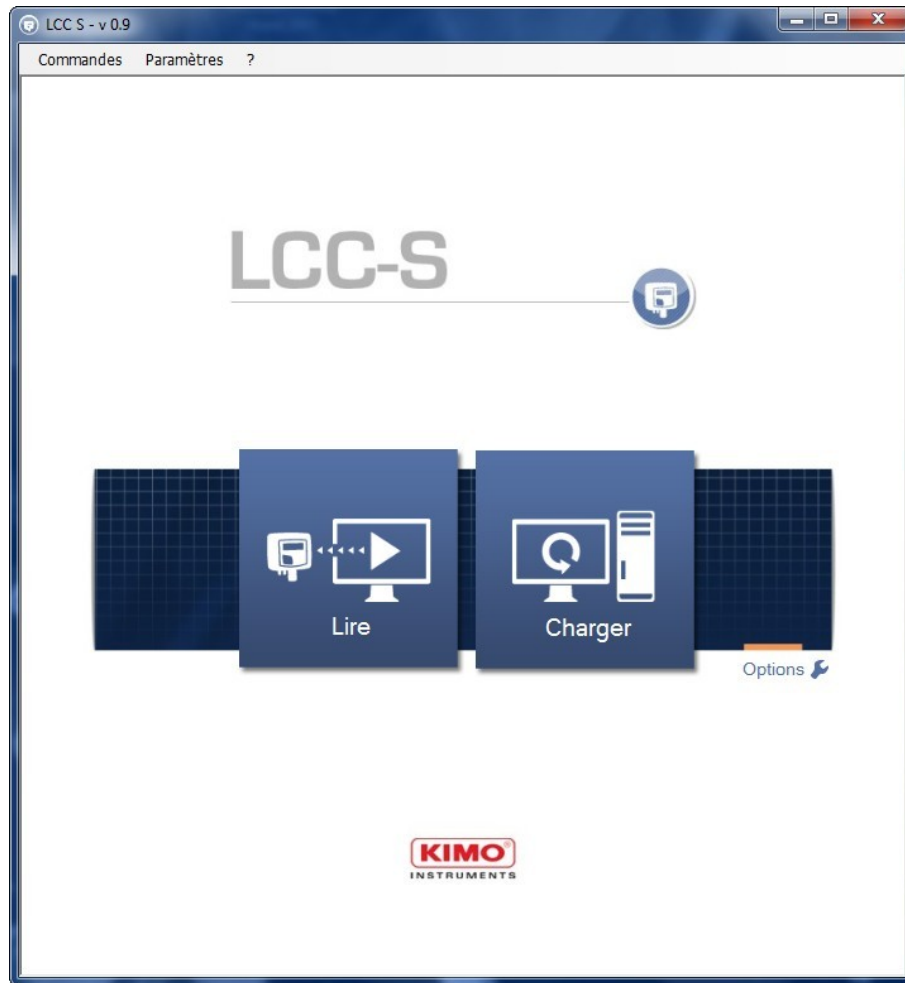 LCC S - v 0.9
Commandes Paramètres ?
LCC-S
Lire
Charger
Options
KIMO®
INSTRUMENTS